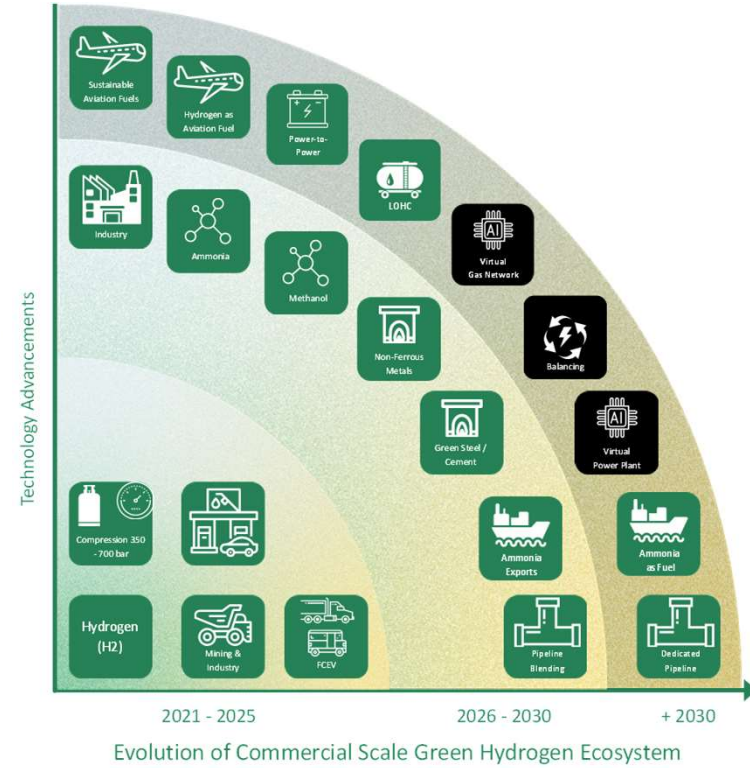 Sustainable
Aviation Fuels
Hydrogen as
Aviation Fuel
Power-to-
Power
LOHC
AI
Virtual
Gas Network
Industry
Ammonia
Methanol
Non-Ferrous
Metals
Balancing
Green Steel /
Cement
AI
Virtual
Power Plant
Compression 350
- 700 bar
Ammonia
Exports
Ammonia
as Fuel
Hydrogen
(H2)
Mining &
Industry
FCEV
Pipeline
Blending
Dedicated
Pipeline
Technology Advancements
2021 - 2025
2026 - 2030
+ 2030
Evolution of Commercial Scale Green Hydrogen Ecosystem